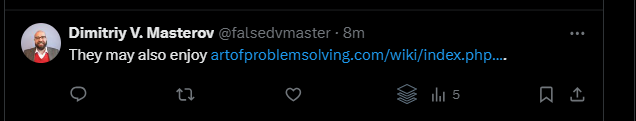 Dimitriy V. Masterov @falsedvmaster · 8m
They may also enjoy artofproblemsolving.com/wiki/index.php....
5